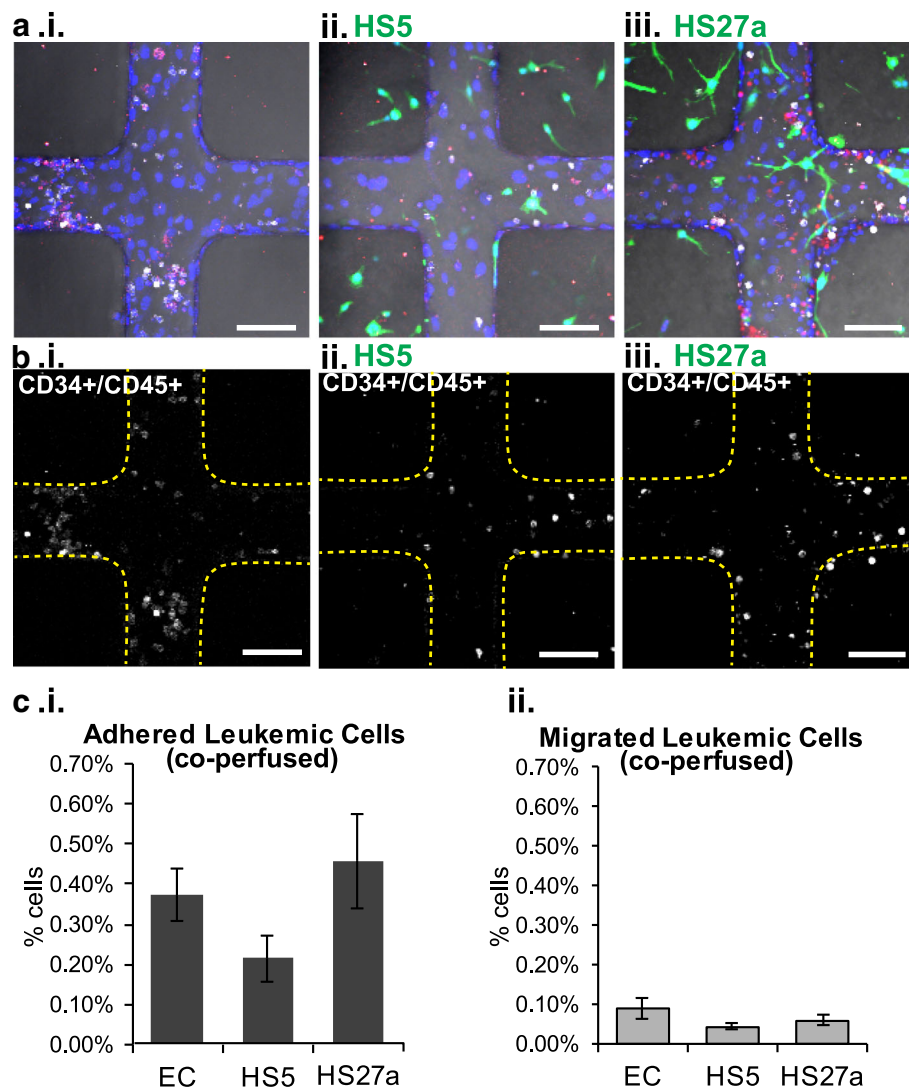 a .i.
ii. HS5
iii. HS27a
b .i.
ii. HS5
iii. HS27a
CD34+/CD45+
CD34+/CD45+
CD34+/CD45+
c .i.
Adhered Leukemic Cells
(co-perfused)
0.70%
0.60%
0.50%
0.40%
0.30%
0.20%
0.10%
0.00%
% cells
EC
HS5
HS27a
ii.
Migrated Leukemic Cells
(co-perfused)
0.70%
0.60%
0.50%
0.40%
0.30%
0.20%
0.10%
0.00%
% cells
EC
HS5
HS27a